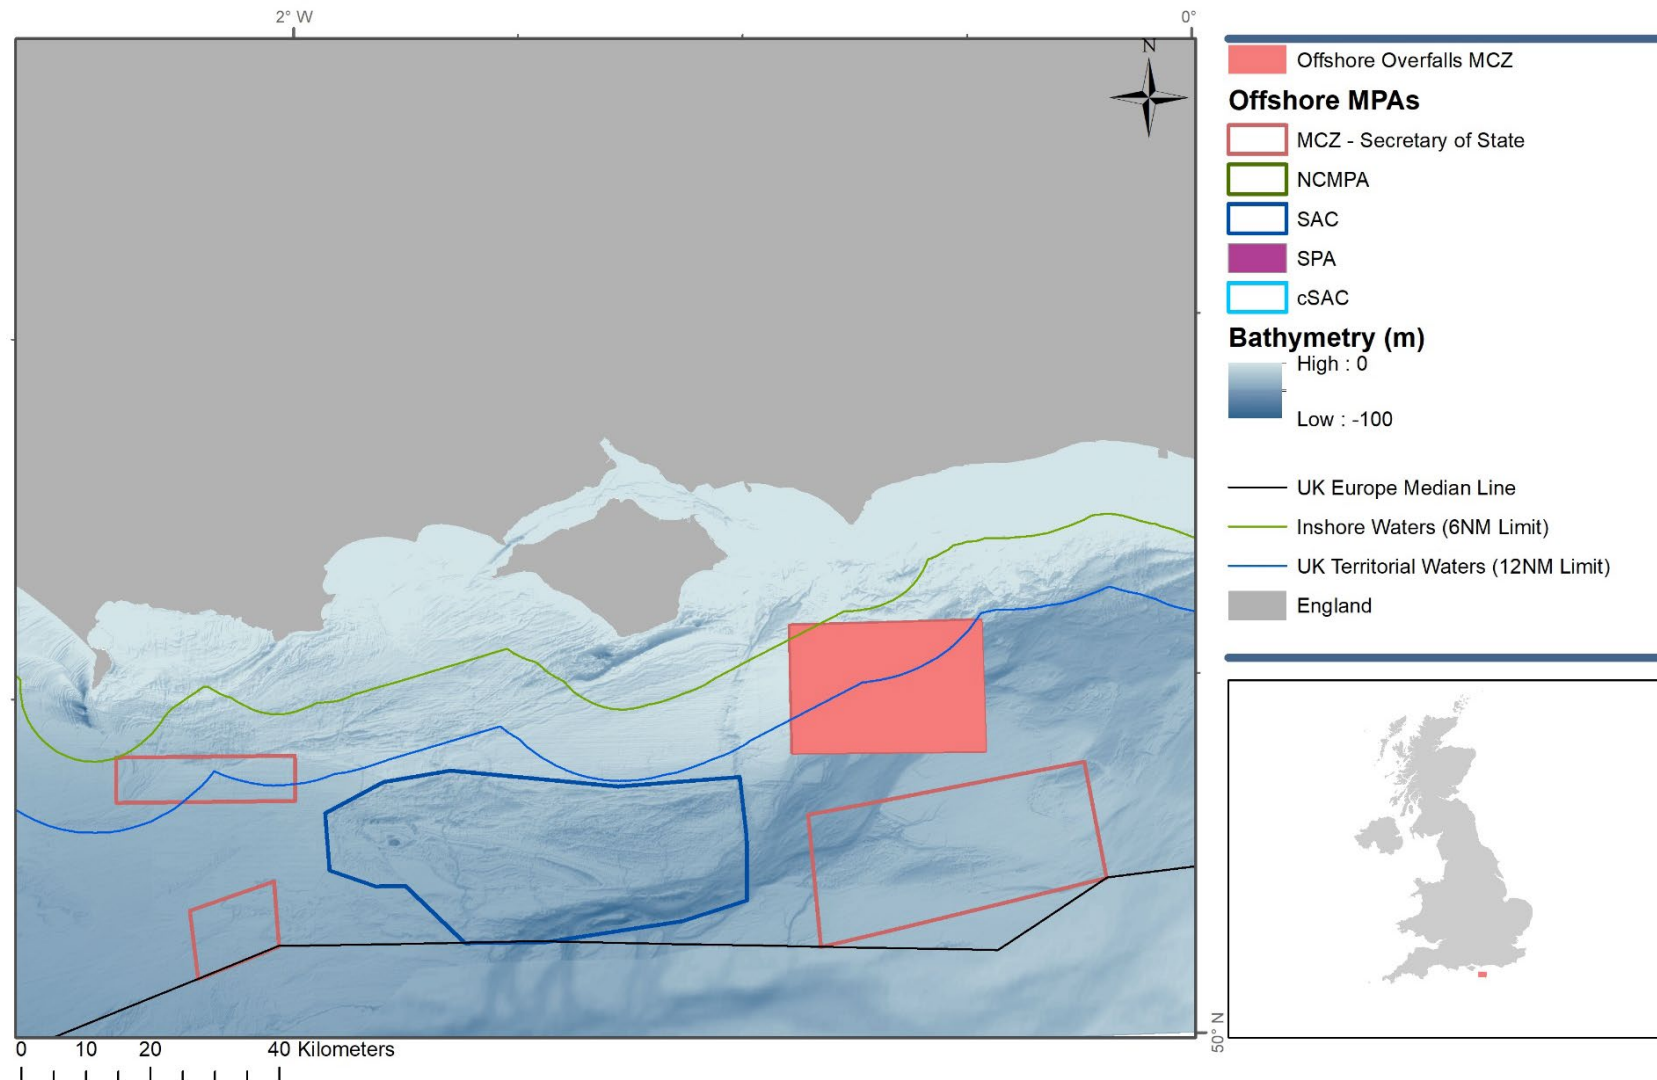 2° W
0°
N
Offshore Overfalls MCZ
Offshore MPAs
MCZ - Secretary of State
NCMPA
SAC
SPA
cSAC
Bathymetry (m)
High : 0
Low : -100
UK Europe Median Line
Inshore Waters (6NM Limit)
UK Territorial Waters (12NM Limit)
England
50° N
0 10 20 40 Kilometers